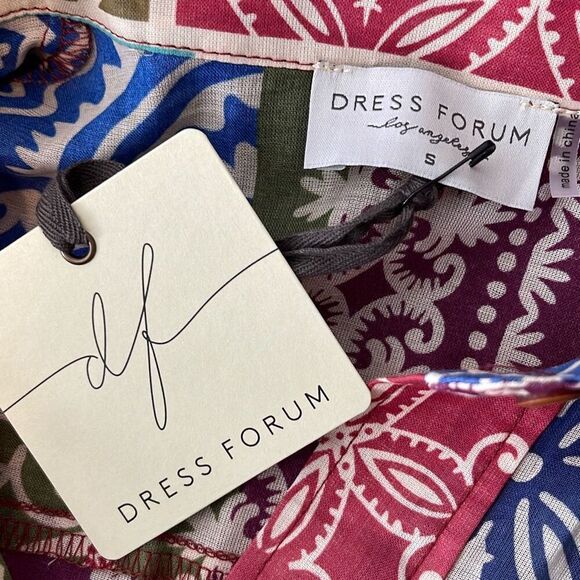 DRESS FORUM
los angeles
S
made in china
df
DRESS FORUM